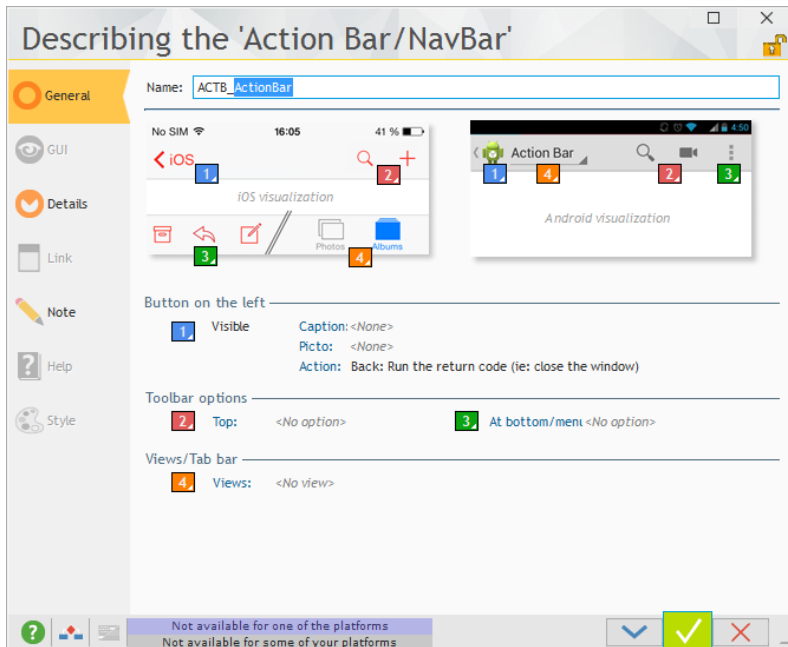 Describing the 'Action Bar/NavBar'
General
GUI
Details
Link
Note
Help
Style
Name: ACTB_ActionBar
No SIM 16:05 41 %
iOS
1
2
iOS visualization
Photos Albums
3
4
4:50
Action Bar
1 4 2 3
Android visualization
Button on the left
1 Visible Caption: <None>
Picto: <None>
Action: Back: Run the return code (ie: close the window)
Toolbar options
2 Top: <No option> 3 At bottom/menu <No option>
Views/Tab bar
4 Views: <No view>
?
Not available for one of the platforms
Not available for some of your platforms